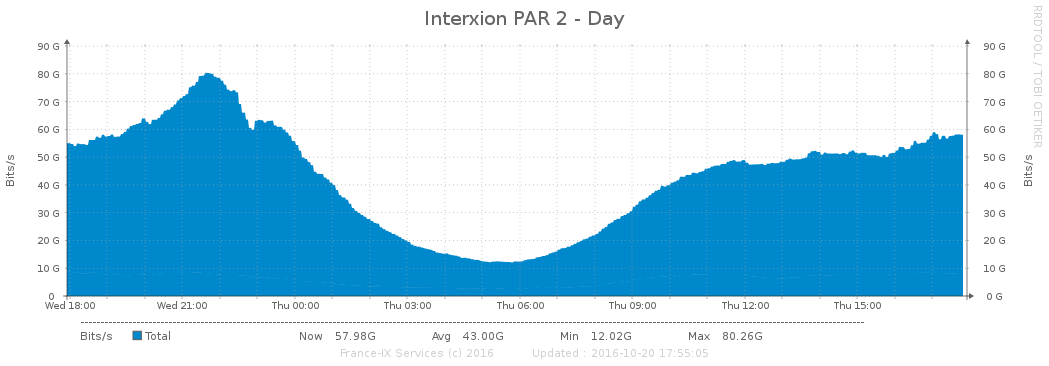 Interxion PAR 2 - Day
RRDTOOL / TOBI OETIKER
Bits/s
90 G 90 G
80 G 80 G
70 G 70 G
60 G 60 G
50 G 50 G
40 G 40 G
30 G 30 G
20 G 20 G
10 G 10 G
0 0 G
Bits/s
Wed 18:00 Wed 21:00 Thu 00:00 Thu 03:00 Thu 06:00 Thu 09:00 Thu 12:00 Thu 15:00
Bits/s Total Now 57.98G Avg 43.00G Min 12.02G Max 80.26G
France-IX Services (c) 2016 Updated : 2016-10-20 17:55:05